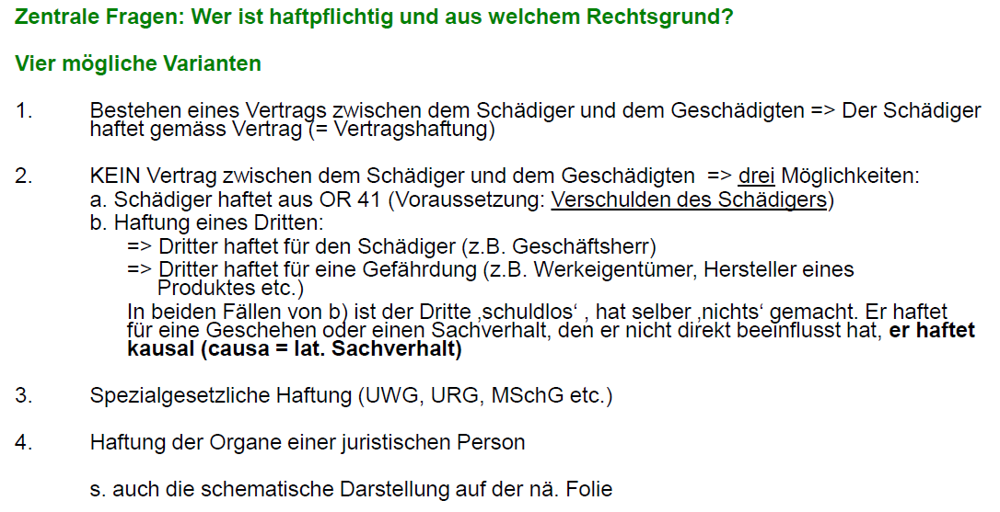 Zentrale Fragen: Wer ist haftpflichtig und aus welchem Rechtsgrund?
Vier mögliche Varianten
1. Bestehen eines Vertrags zwischen dem Schädiger und dem Geschädigten => Der Schädiger
haftet gemäss Vertrag (= Vertragshaftung)
2. KEIN Vertrag zwischen dem Schädiger und dem Geschädigten => drei Möglichkeiten:
a. Schädiger haftet aus OR 41 (Voraussetzung: Verschulden des Schädigers)
b. Haftung eines Dritten:
=> Dritter haftet für den Schädiger (z.B. Geschäftsherr)
=> Dritter haftet für eine Gefährdung (z.B. Werkeigentümer, Hersteller eines
Produktes etc.)
In beiden Fällen von b) ist der Dritte ‚schuldlos‘ , hat selber ‚nichts‘ gemacht. Er haftet
für eine Geschehen oder einen Sachverhalt, den er nicht direkt beeinflusst hat, er haftet
kausal (causa = lat. Sachverhalt)
3. Spezialgesetzliche Haftung (UWG, URG, MSchG etc.)
4. Haftung der Organe einer juristischen Person
s. auch die schematische Darstellung auf der nä. Folie